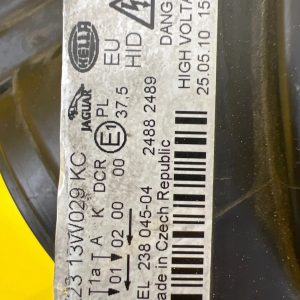 HELLA
JAGUAR
23 13W029 KC
T1a T A K DCR E1 PL
01 02 00 00 37.5
EL 238 045-04 2488 2489
Made in Czech Republic
EU
HID
DANG
HIGH VOLTA
25.05.10 15